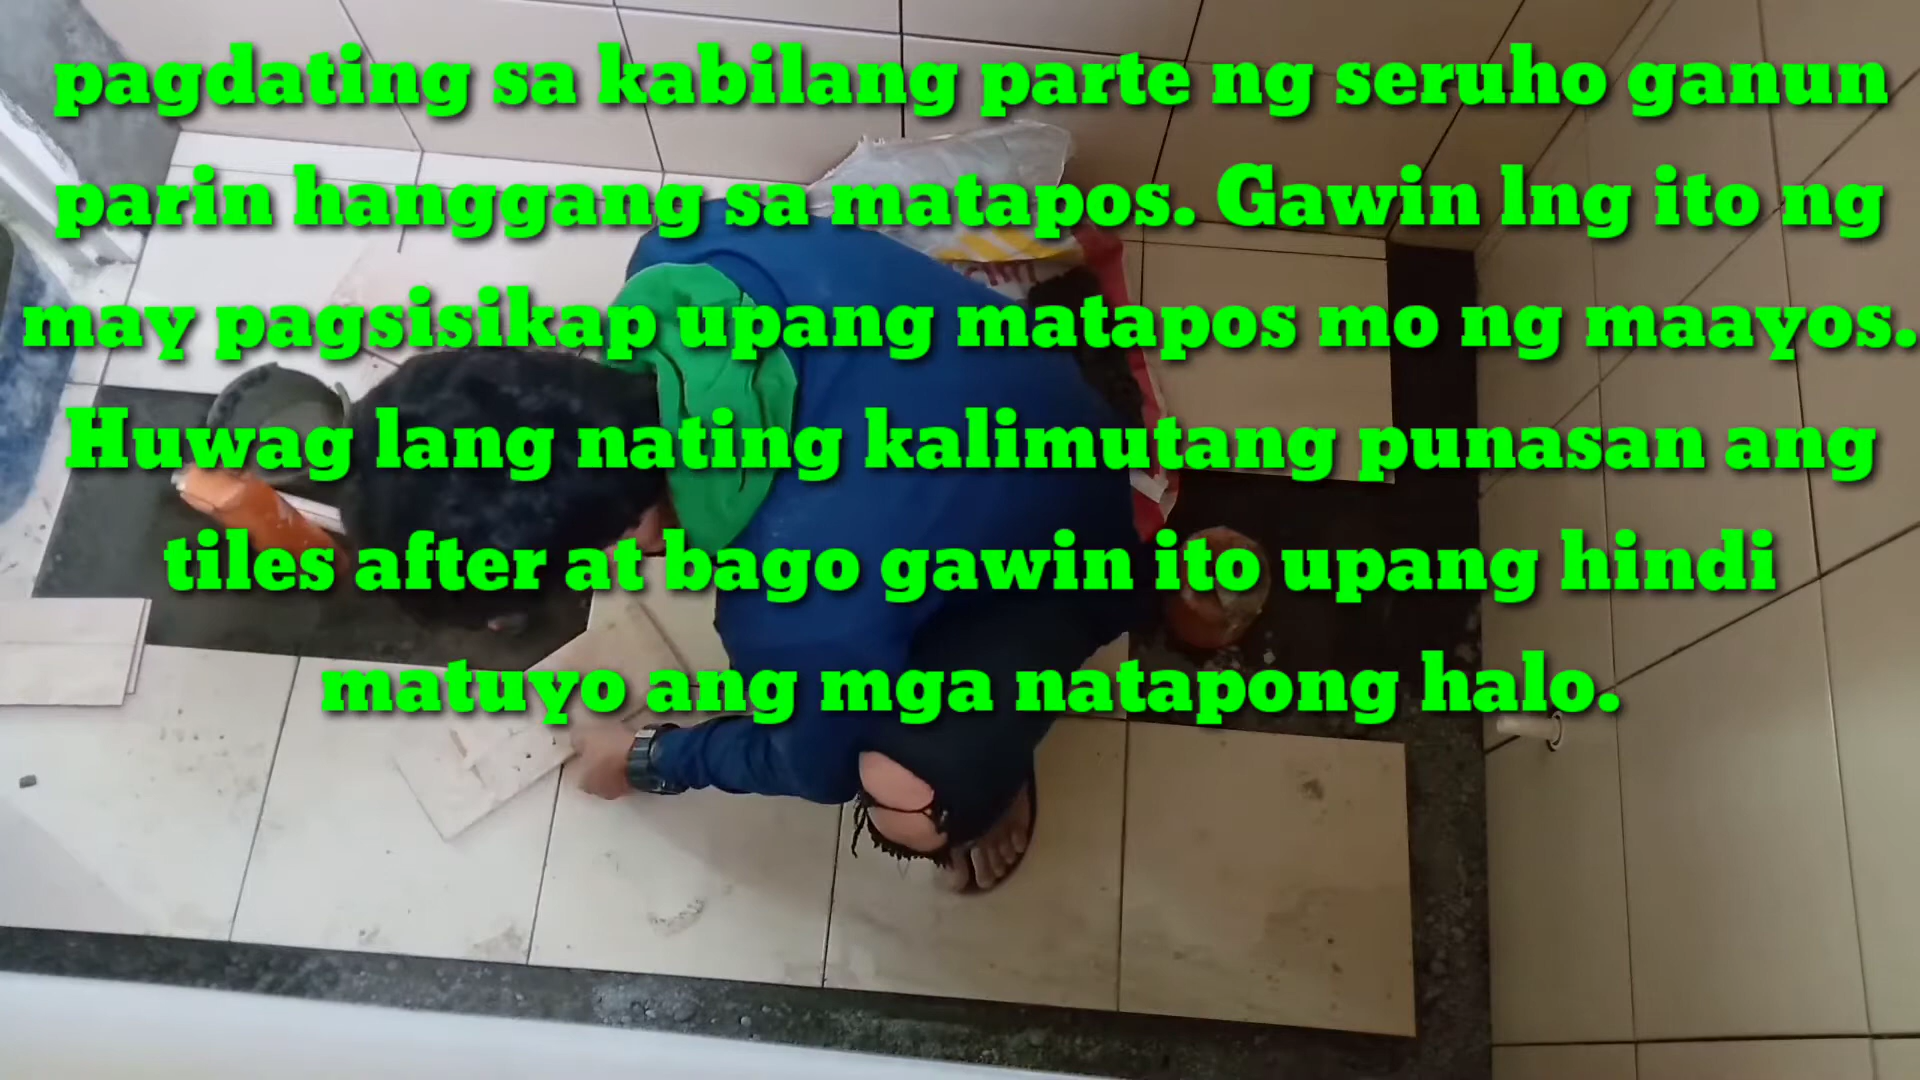 pagdating sa kabilang parte ng seruho ganun
parin hanggang sa matapos. Gawin lng ito ng
may pagsisikap upang matapos mo ng maayos.
Huwag lang nating kalimutang punasan ang
tiles after at bago gawin ito upang hindi
matuyo ang mga natapong halo.